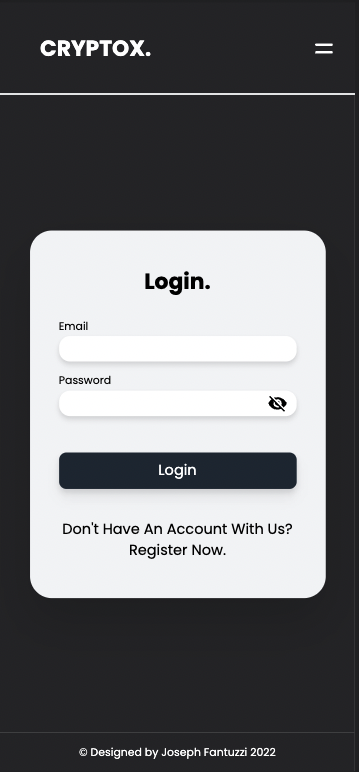 CRYPTOX.
Login.
Email
Password
Login
Don't Have An Account With Us?
Register Now.
© Designed by Joseph Fantuzzi 2022